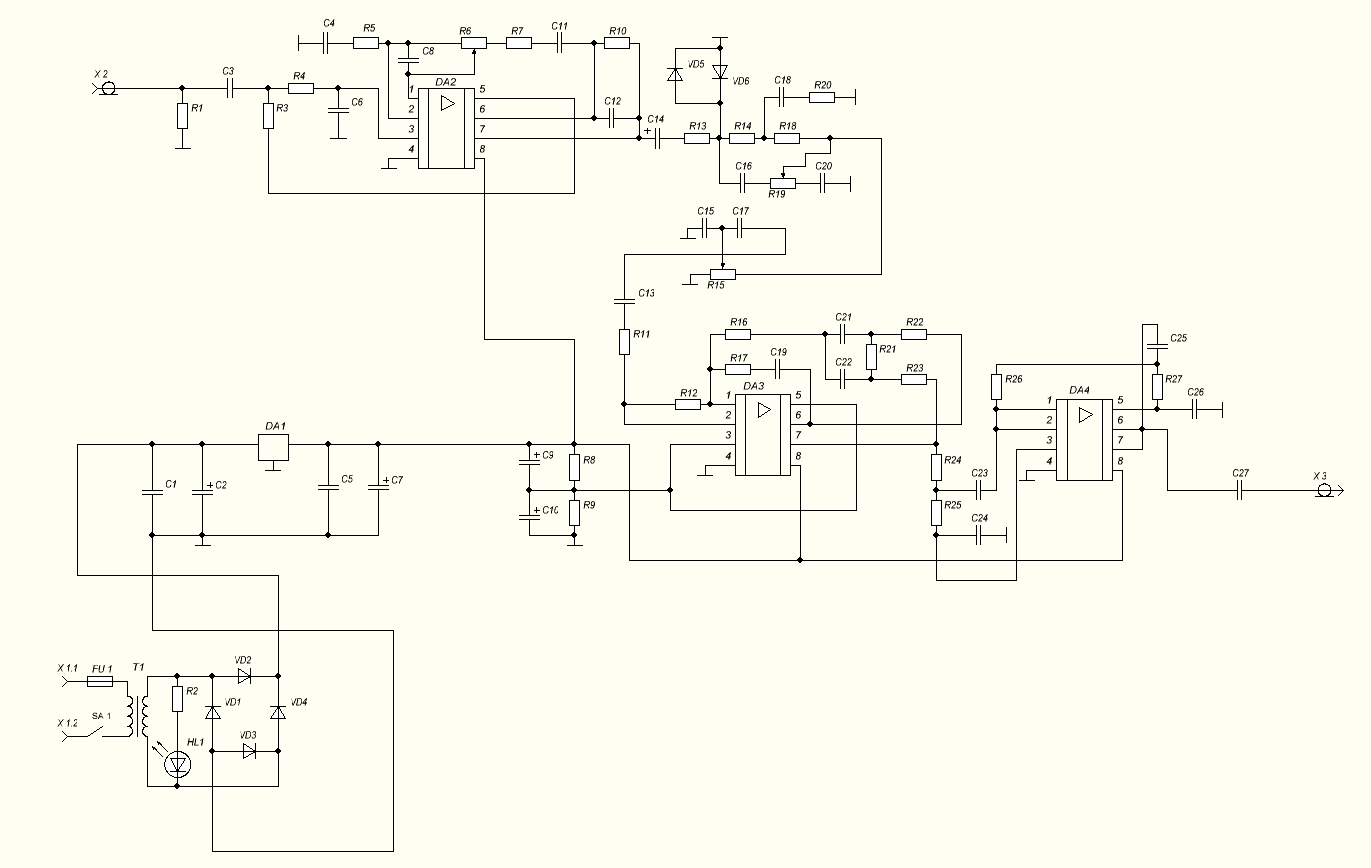 C4
R5
R6
R7
C11
R10
C8
X 2
C3
R4
DA2
VD5
VD6
C18
R20
R1
R3
C6
1
2
3
4
5
6
7
8
C12
+ C14
R13
R14
R18
C16
R19
C20
C15
C17
R15
C13
R11
R16
C21
R22
R17
C19
R21
C22
R23
R12
DA3
1
2
3
4
5
6
7
8
R26
DA4
C25
R27
C26
1
2
3
4
5
6
7
8
DA1
C1
+ C2
C5
+ C7
+ C9
R8
+ C10
R9
R24
C23
R25
C24
C27
X 3
X 1.1
FU 1
T1
X 1.2
SA 1
R2
HL1
VD2
VD1
VD4
VD3